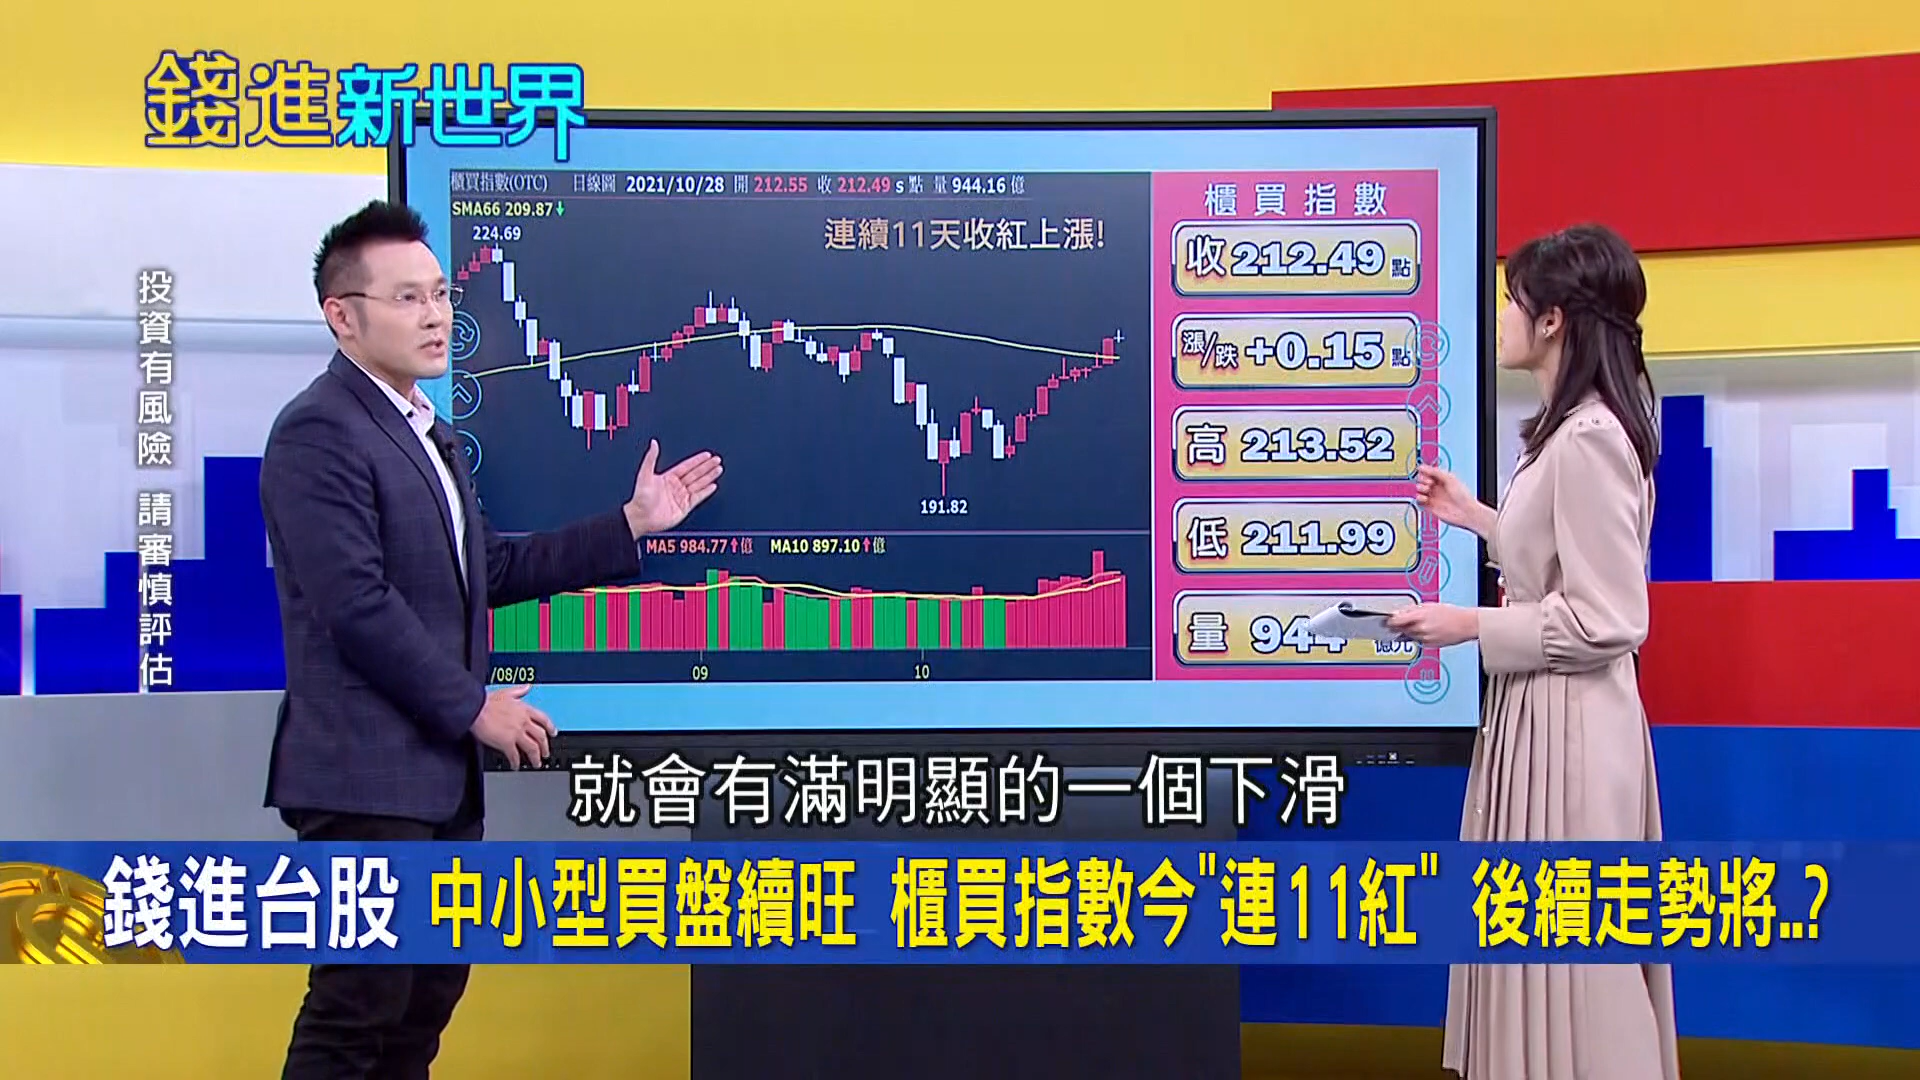 錢進新世界
投資有風險 請審慎評估
櫃買指數(OTC) 日線圖 2021/10/28 開 212.55 收 212.49 s 點 量 944.16 億
SMA66 209.87↓
224.69
連續11天收紅上漲!
191.82
MA5 984.77↑億 MA10 897.10↑億
/08/03 09 10
櫃買指數
收 212.49 點
漲/跌 +0.15 點
高 213.52
低 211.99
量 944 億元
就會有滿明顯的一個下滑
錢進台股 中小型買盤續旺 櫃買指數今"連11紅" 後續走勢將..?